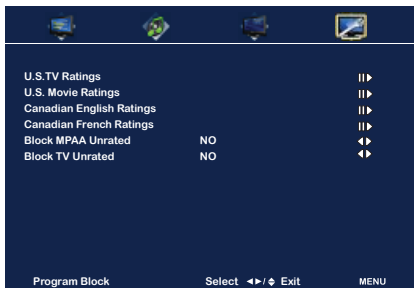 U.S.TV Ratings
U.S. Movie Ratings
Canadian English Ratings
Canadian French Ratings
Block MPAA Unrated NO
Block TV Unrated NO
Program Block Select ◄►/⬍ Exit MENU